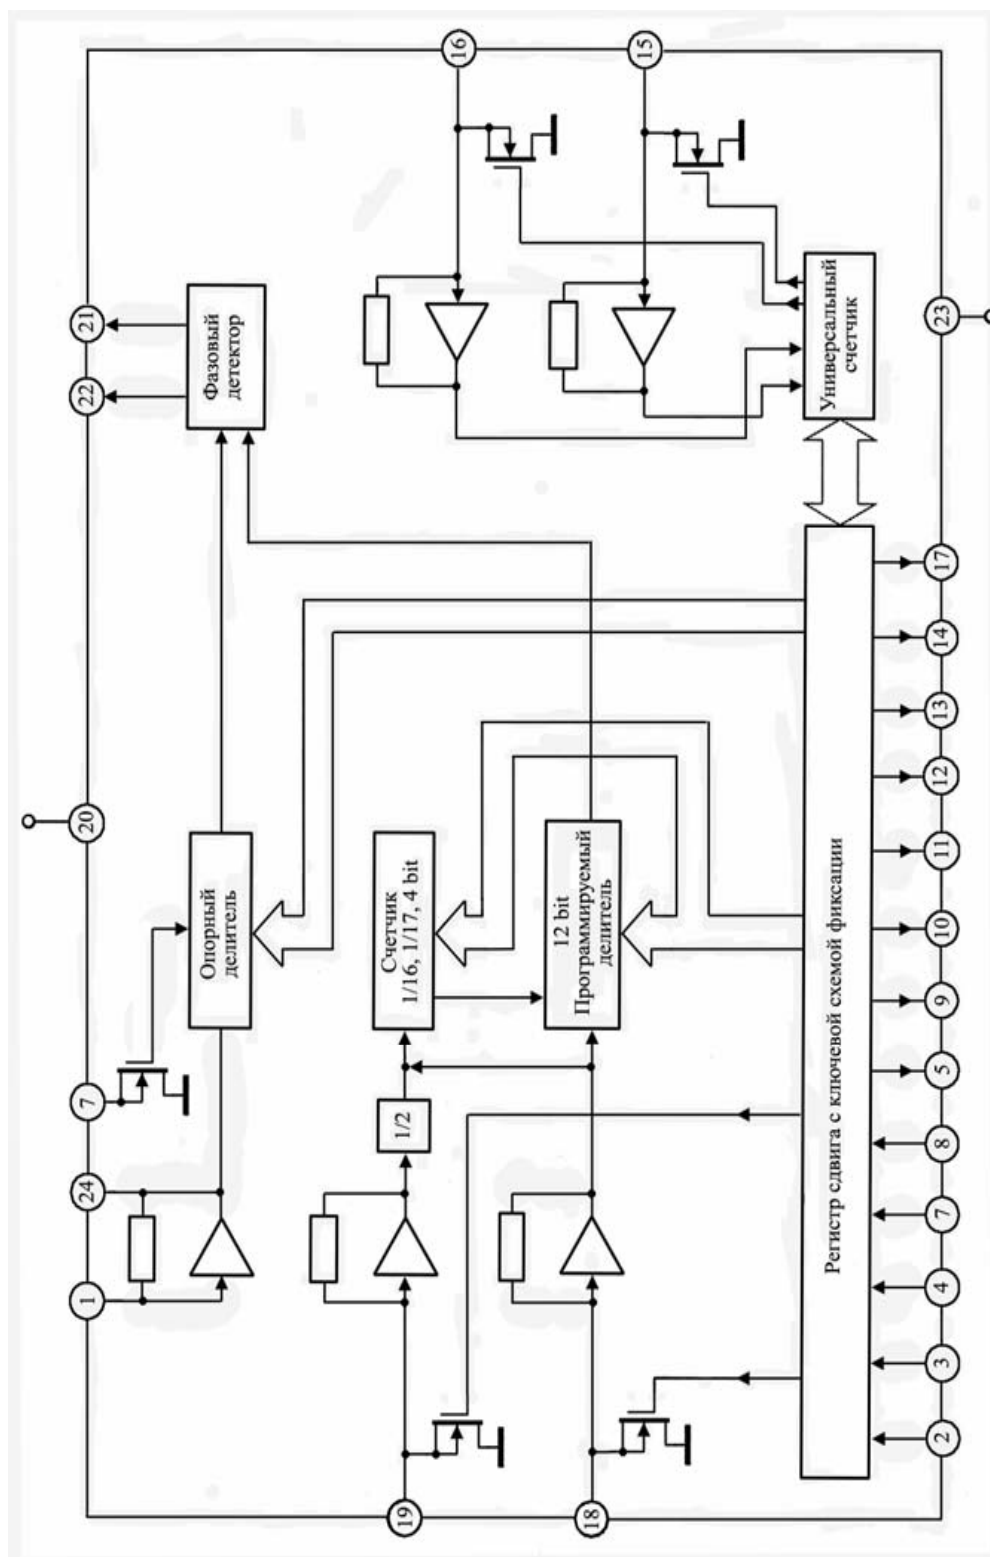 16
15
21
22
Фазовый
детектор
Универсальный
счетчик
23
17
14
13
12
11
10
9
5
8
7
4
3
2
20
Опорный
делитель
Счетчик
1/16, 1/17, 4 bit
12 bit
Программируемый
делитель
Регистр сдвига с ключевой схемой фиксации
7
24
1
1/2
19
18